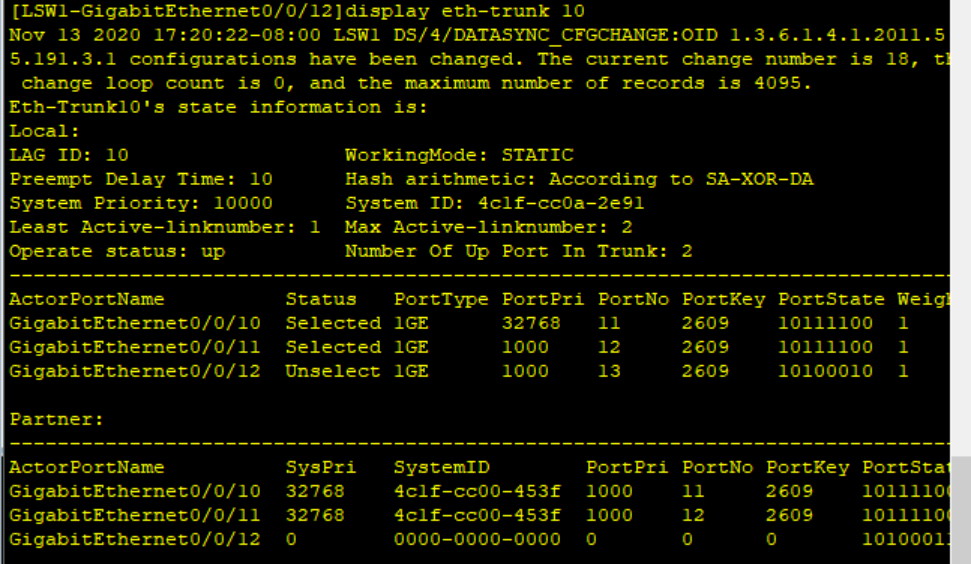 [LSW1-GigabitEthernet0/0/12]display eth-trunk 10
Nov 13 2020 17:20:22-08:00 LSW1 DS/4/DATASYNC_CFGCHANGE:OID 1.3.6.1.4.1.2011.5
5.191.3.1 configurations have been changed. The current change number is 18, th
change loop count is 0, and the maximum number of records is 4095.
Eth-Trunk10's state information is:
Local:
LAG ID: 10 WorkingMode: STATIC
Preempt Delay Time: 10 Hash arithmetic: According to SA-XOR-DA
System Priority: 10000 System ID: 4c1f-cc0a-2e91
Least Active-linknumber: 1 Max Active-linknumber: 2
Operate status: up Number Of Up Port In Trunk: 2
--------------------------------------------------------------------------------
ActorPortName Status PortType PortPri PortNo PortKey PortState Weigh
GigabitEthernet0/0/10 Selected 1GE 32768 11 2609 10111100 1
GigabitEthernet0/0/11 Selected 1GE 1000 12 2609 10111100 1
GigabitEthernet0/0/12 Unselect 1GE 1000 13 2609 10100010 1
Partner:
--------------------------------------------------------------------------------
ActorPortName SysPri SystemID PortPri PortNo PortKey PortStat
GigabitEthernet0/0/10 32768 4c1f-cc00-453f 1000 11 2609 1011110
GigabitEthernet0/0/11 32768 4c1f-cc00-453f 1000 12 2609 1011110
GigabitEthernet0/0/12 0 0000-0000-0000 0 0 0 1010001